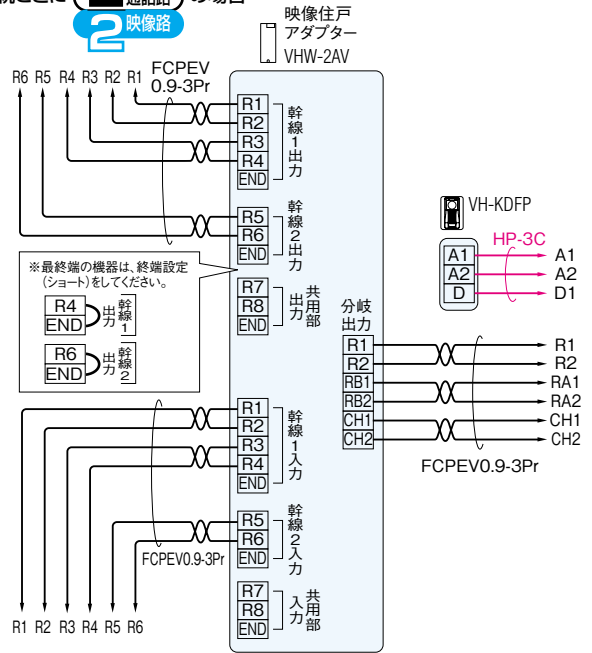 の場合
2 映像路
映像住戸
アダプター
VHW-2AV
R6 R5 R4 R3 R2 R1
FCPEV
0.9-3Pr
R1
R2
R3
R4
END
幹線1出力
R5
R6
END
幹線2出力
※最終端の機器は、終端設定
(ショート)をしてください。
R4
END
幹線1
出力
R6
END
幹線2
出力
R7
R8
END
共用部
出力
VH-KDFP
HP-3C
A1 A1
A2 A2
D D1
分岐
出力
R1 R1
R2 R2
RB1 RA1
RB2 RA2
CH1 CH1
CH2 CH2
FCPEV0.9-3Pr
R1
R2
R3
R4
END
幹線1入力
R5
R6
END
幹線2入力
FCPEV0.9-3Pr
R7
R8
END
共用部
入力
R1 R2 R3 R4 R5 R6